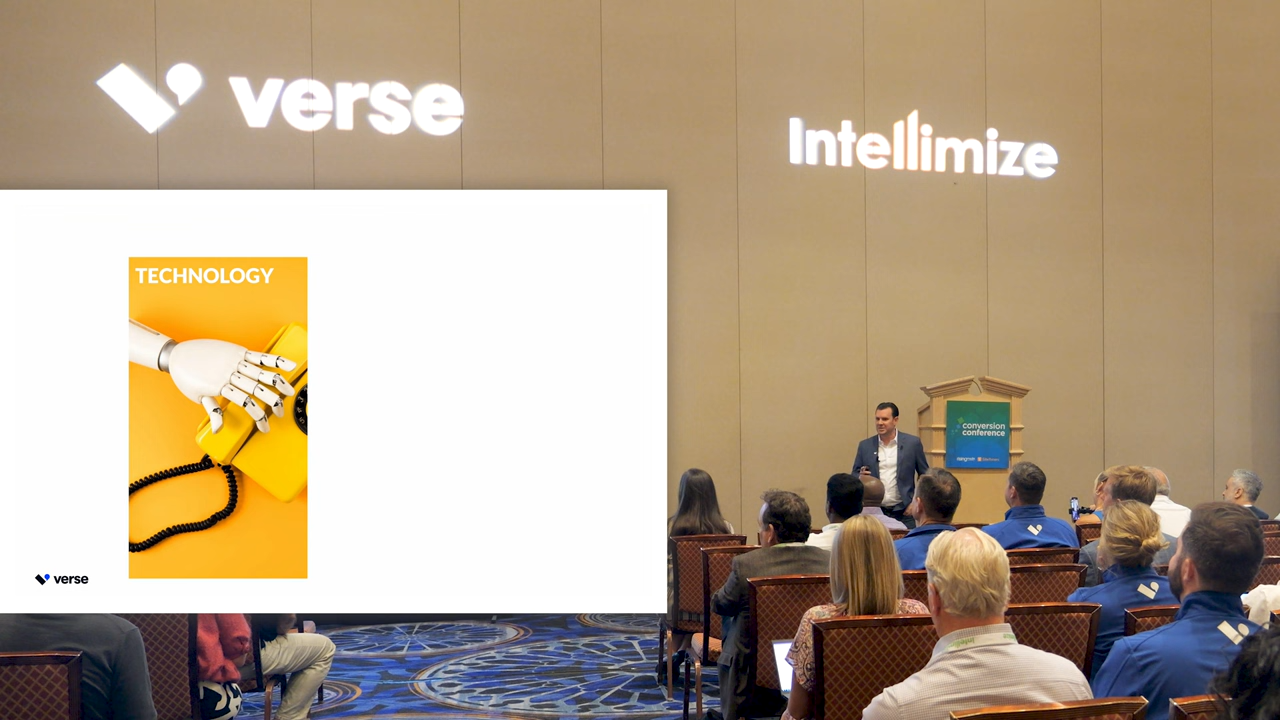 verse
Intellimize
TECHNOLOGY
conversion
conference
verse